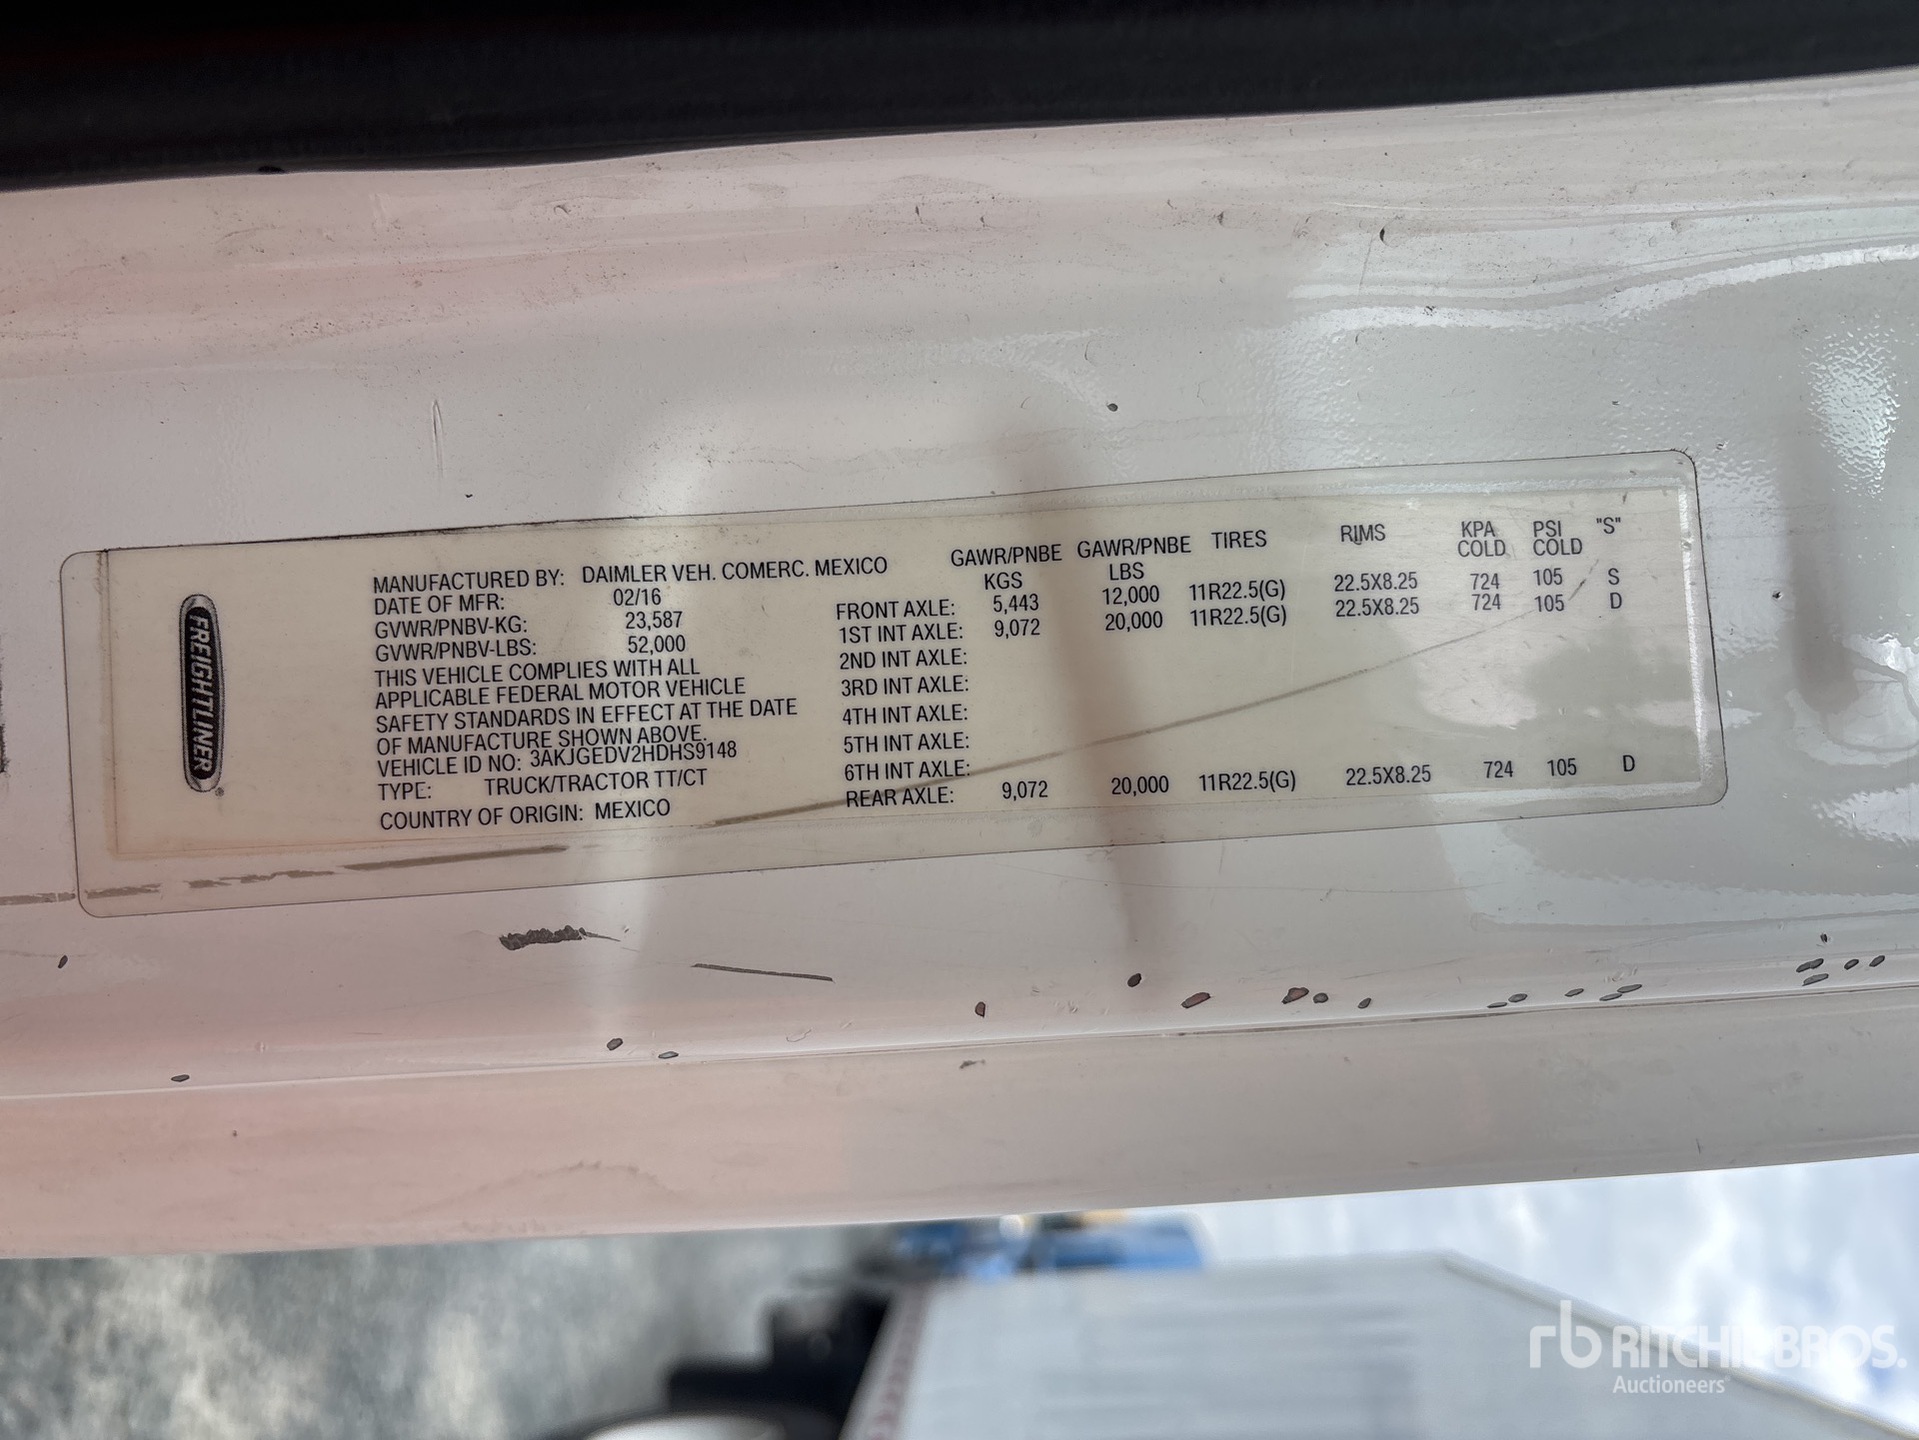 FREIGHTLINER
MANUFACTURED BY: DAIMLER VEH. COMERC. MEXICO
DATE OF MFR: 02/16
GVWR/PNBV-KG: 23,587
GVWR/PNBV-LBS: 52,000
THIS VEHICLE COMPLIES WITH ALL
APPLICABLE FEDERAL MOTOR VEHICLE
SAFETY STANDARDS IN EFFECT AT THE DATE
OF MANUFACTURE SHOWN ABOVE.
VEHICLE ID NO: 3AKJGEDV2HDHS9148
TYPE: TRUCK/TRACTOR TT/CT
COUNTRY OF ORIGIN: MEXICO
GAWR/PNBE GAWR/PNBE TIRES RIMS KPA PSI "S"
KGS LBS COLD COLD
FRONT AXLE: 5,443 12,000 11R22.5(G) 22.5X8.25 724 105 S
1ST INT AXLE: 9,072 20,000 11R22.5(G) 22.5X8.25 724 105 D
2ND INT AXLE:
3RD INT AXLE:
4TH INT AXLE:
5TH INT AXLE:
6TH INT AXLE:
REAR AXLE: 9,072 20,000 11R22.5(G) 22.5X8.25 724 105 D
rb RITCHIE BROS.
Auctioneers